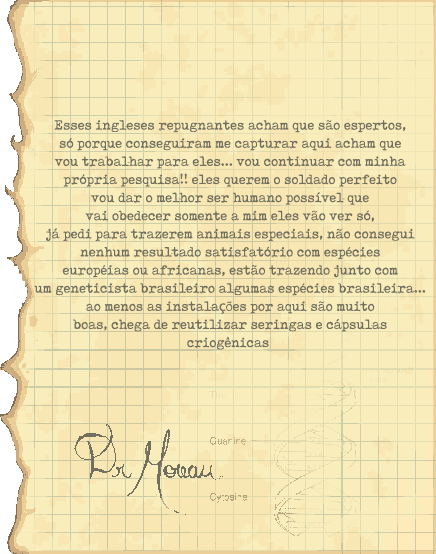 Esses ingleses repugnantes acham que são espertos,
só porque conseguiram me capturar aqui acham que
vou trabalhar para eles... vou continuar com minha
própria pesquisa!! eles querem o soldado perfeito
vou dar o melhor ser humano possível que
vai obedecer somente a mim eles vão ver só,
já pedi para trazerem animais especiais, não consegui
nenhum resultado satisfatório com espécies
européias ou africanas, estão trazendo junto com
um geneticista brasileiro algumas espécies brasileira...
ao menos as instalações por aqui são muito
boas, chega de reutilizar seringas e cápsulas
criogênicas
Guanine
Dr Moreau
Cytosine